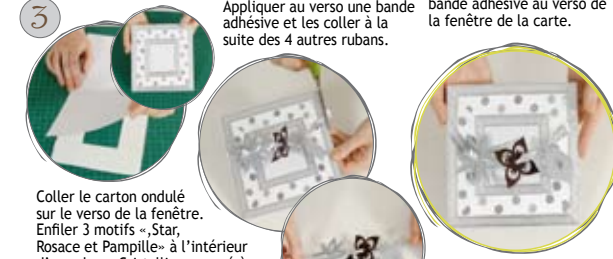 3
Appliquer au verso une bande
adhésive et les coller à la
suite des 4 autres rubans.
bande adhésive au verso de
la fenêtre de la carte.
Coller le carton ondulé
sur le verso de la fenêtre.
Enfiler 3 motifs «,Star,
Rosace et Pampille» à l'intérieur